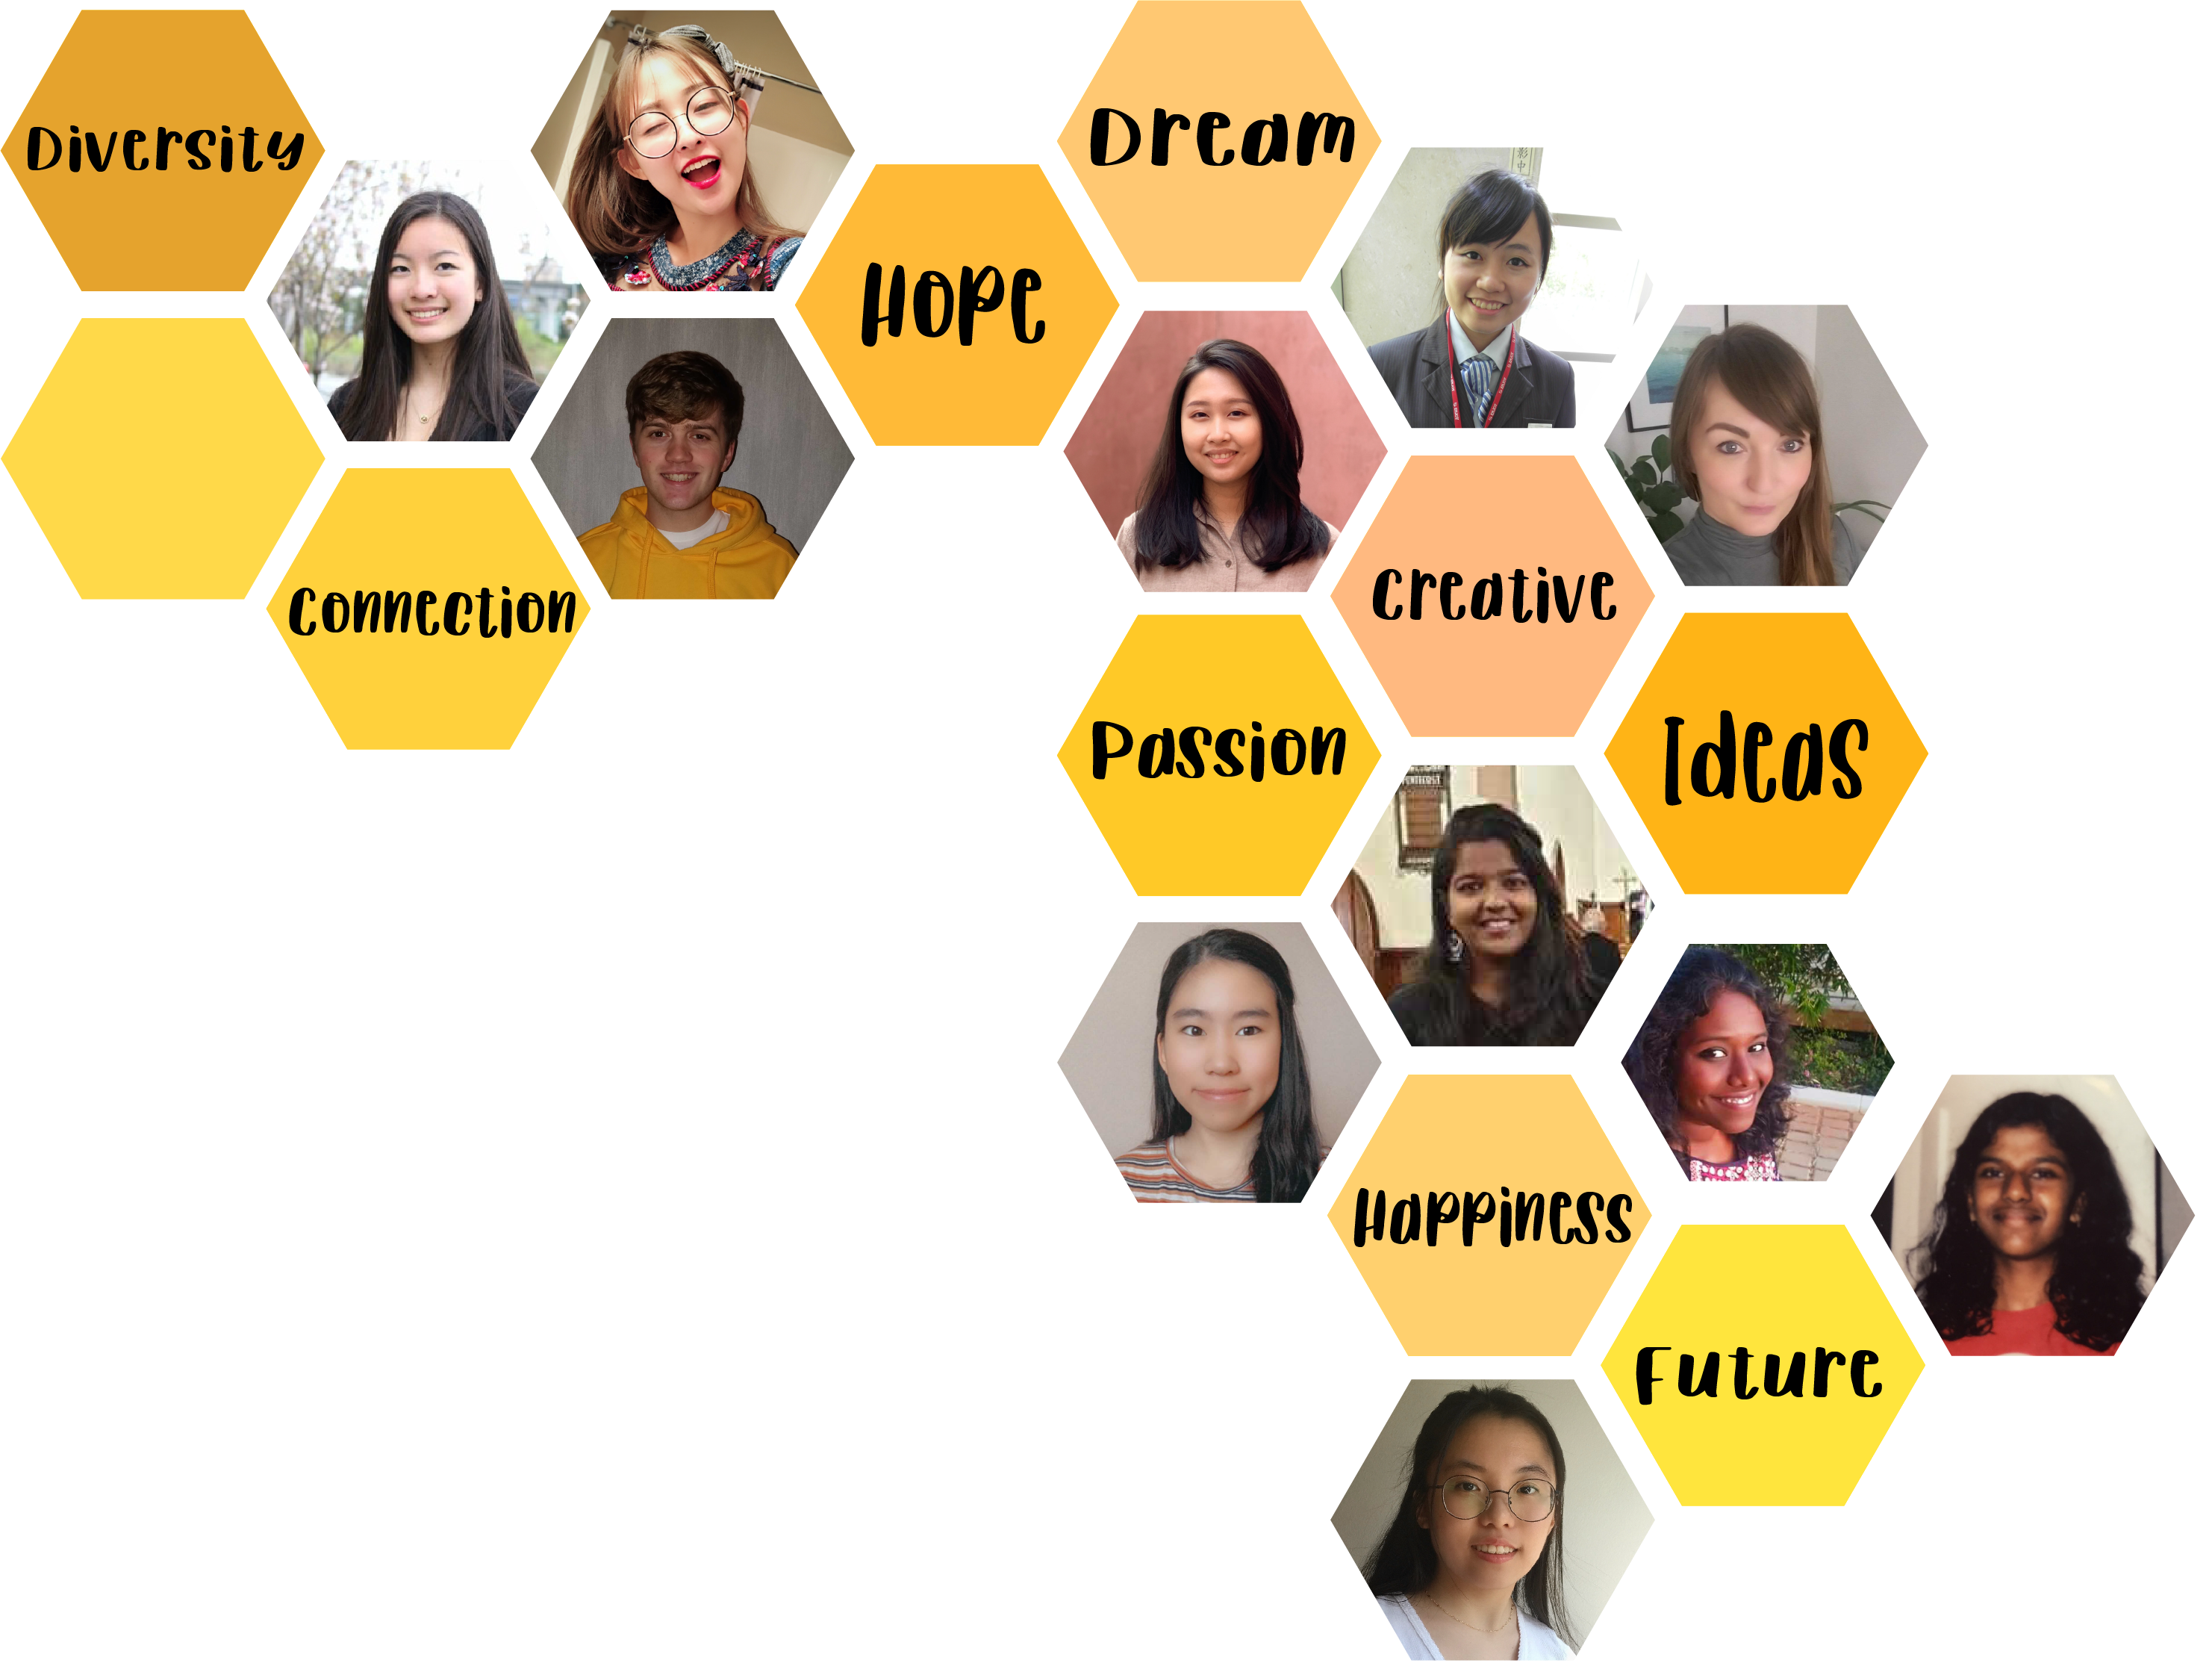 Diversity
Dream
Hope
Connection
Creative
Passion
Ideas
Happiness
Future